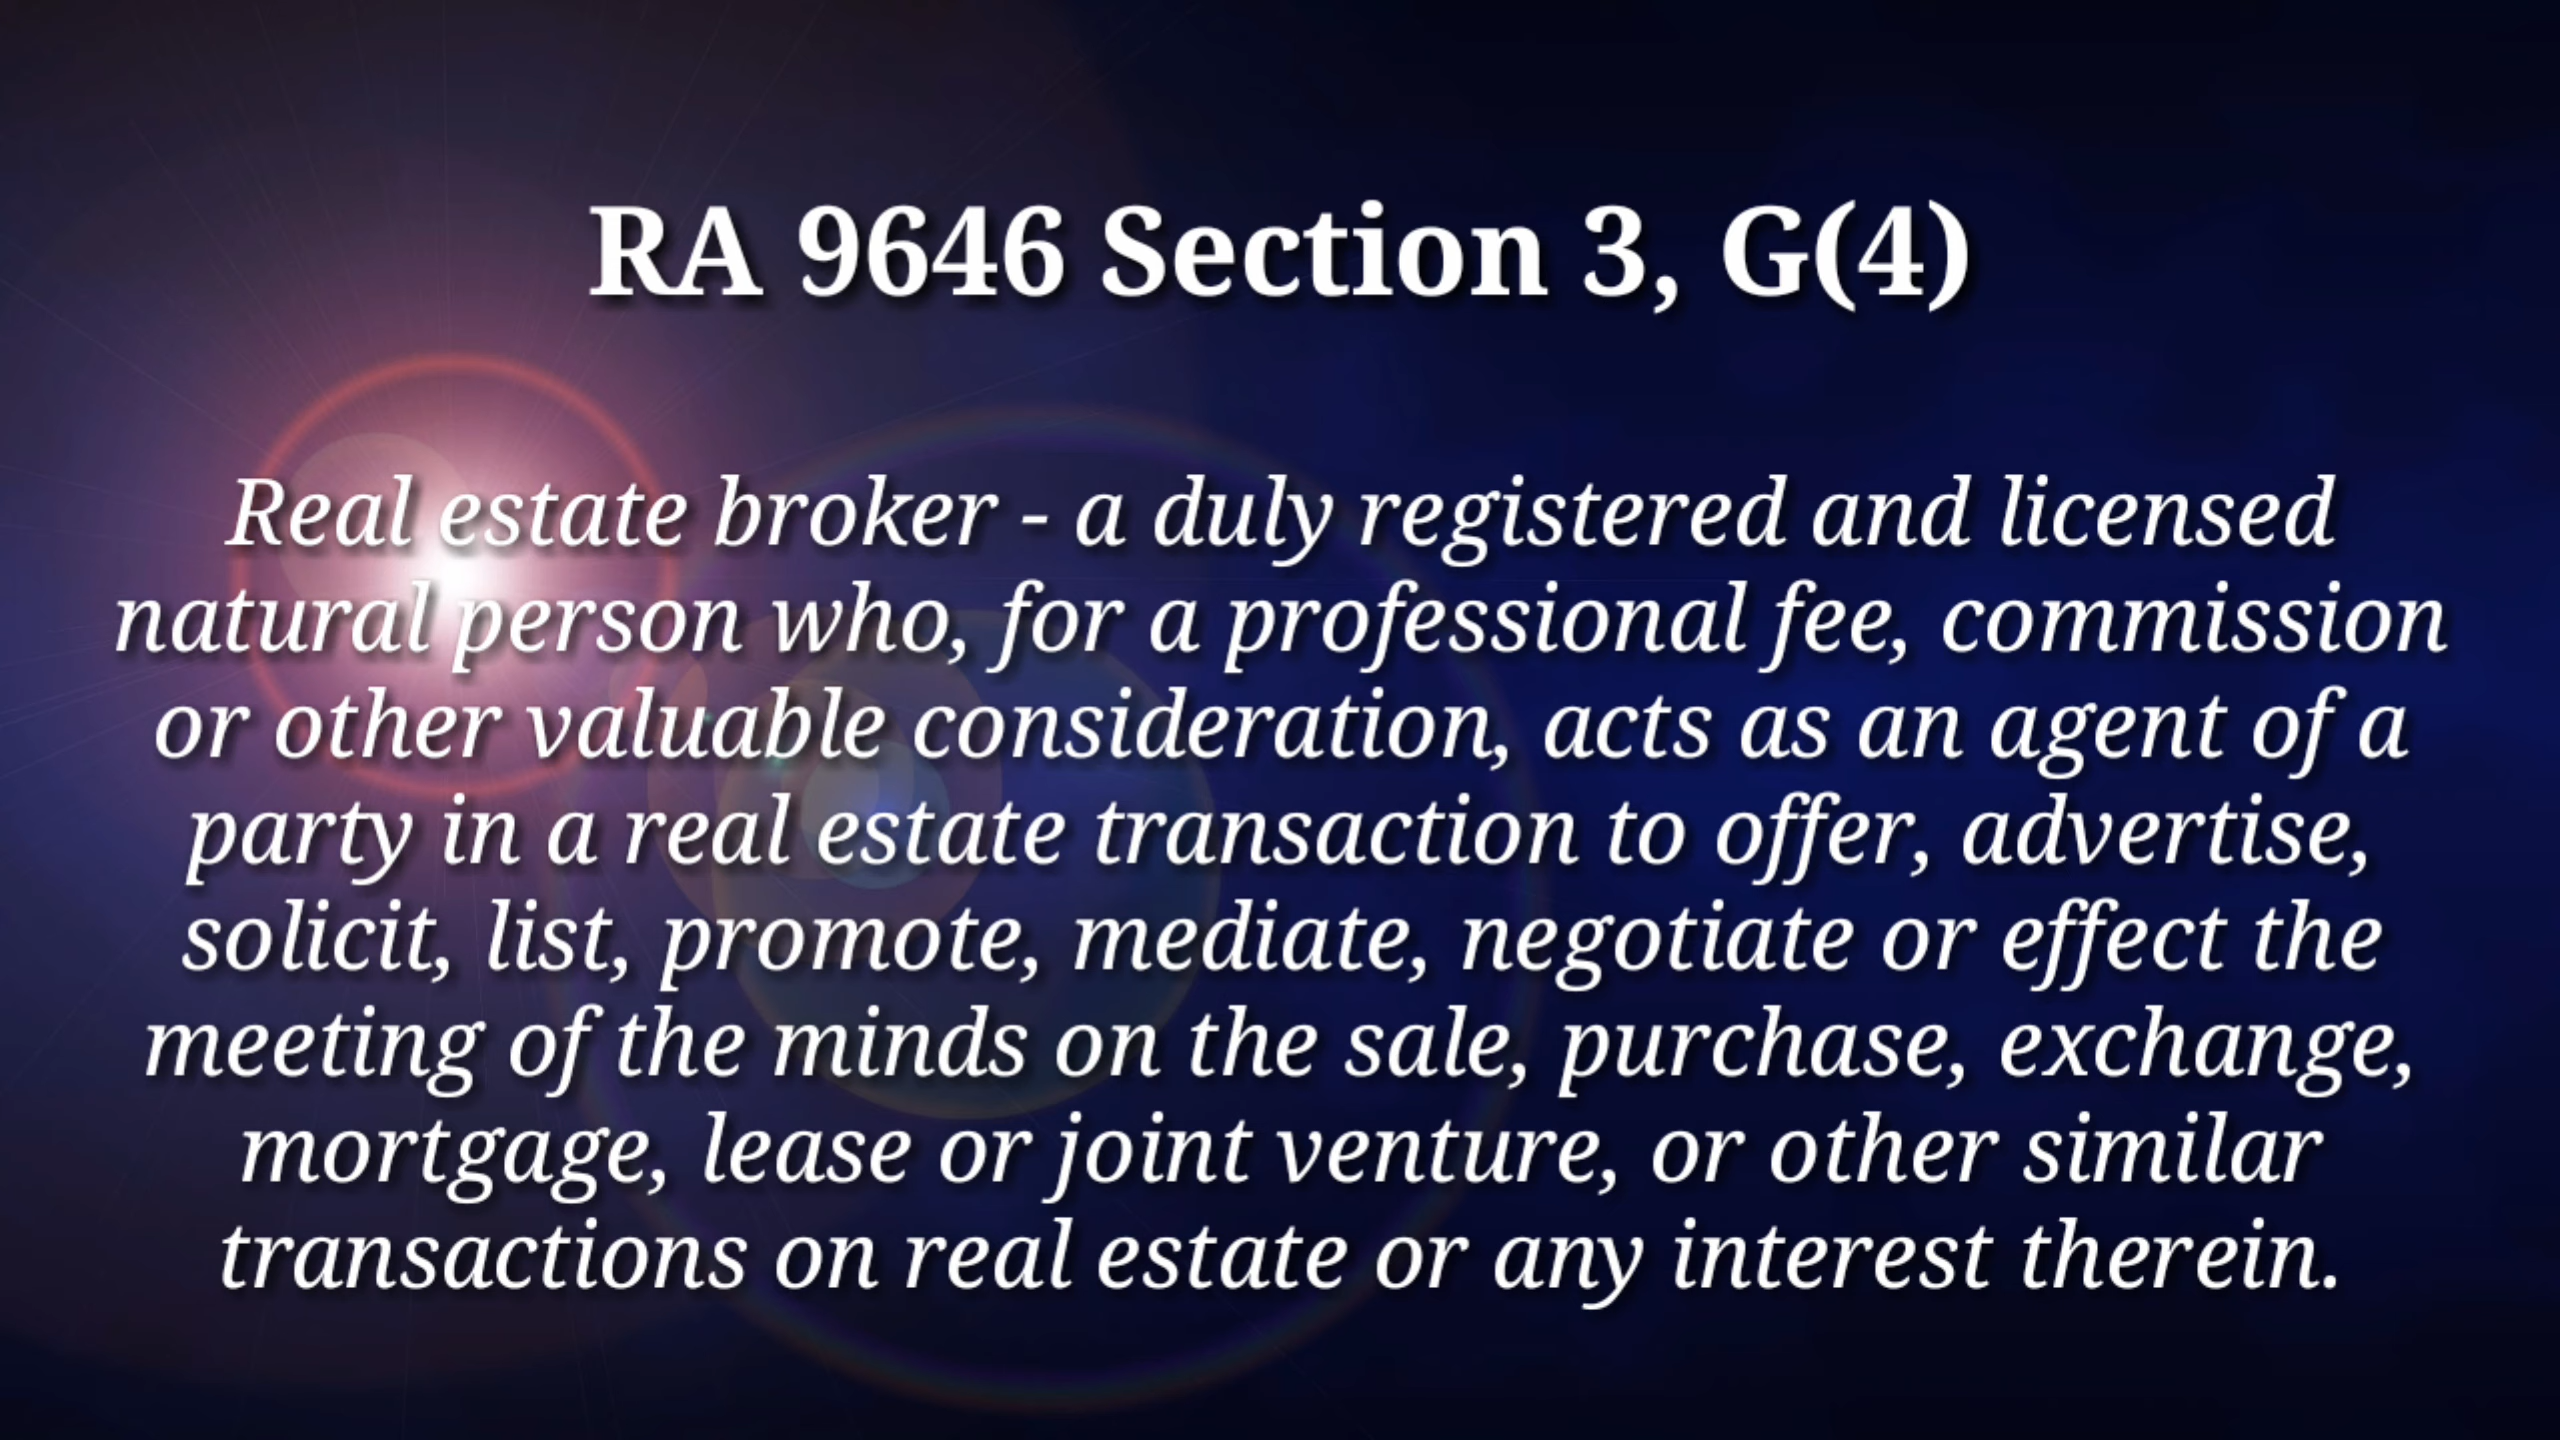 RA 9646 Section 3, G(4)
Real estate broker - a duly registered and licensed
natural person who, for a professional fee, commission
or other valuable consideration, acts as an agent of a
party in a real estate transaction to offer, advertise,
solicit, list, promote, mediate, negotiate or effect the
meeting of the minds on the sale, purchase, exchange,
mortgage, lease or joint venture, or other similar
transactions on real estate or any interest therein.